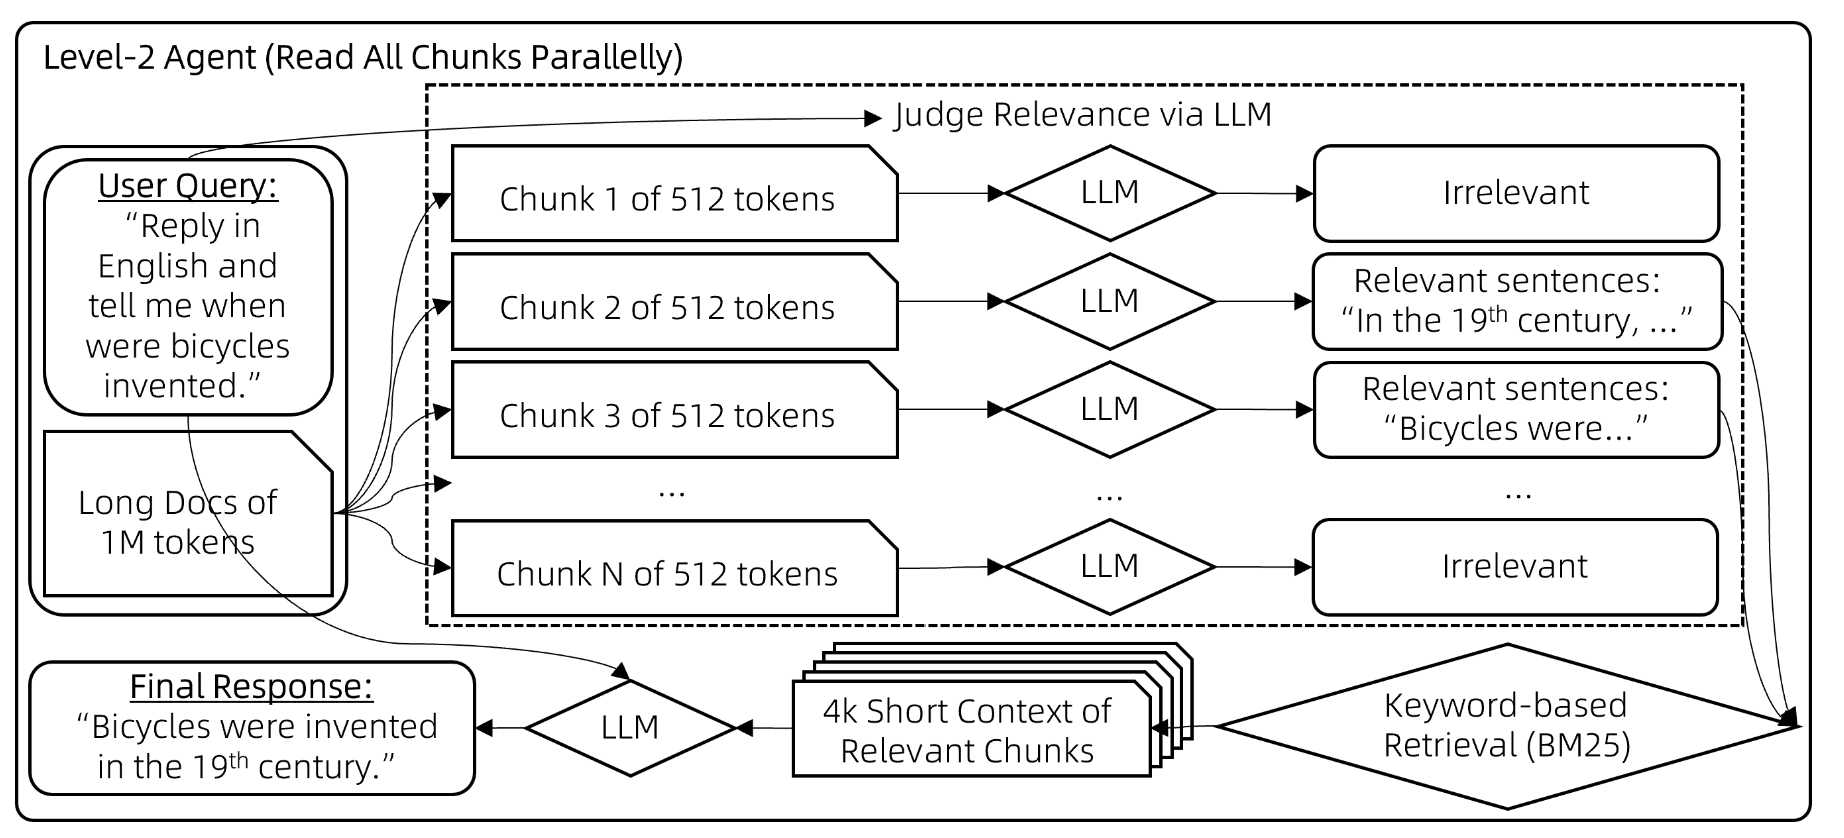 Level-2 Agent (Read All Chunks Parallelly)
Judge Relevance via LLM
User Query:
“Reply in
English and
tell me when
were bicycles
invented.”
Long Docs of
1M tokens
Chunk 1 of 512 tokens
LLM
Irrelevant
Chunk 2 of 512 tokens
LLM
Relevant sentences:
“In the 19th century, ...”
Chunk 3 of 512 tokens
LLM
Relevant sentences:
“Bicycles were...”
...
...
...
Chunk N of 512 tokens
LLM
Irrelevant
Keyword-based
Retrieval (BM25)
4k Short Context of
Relevant Chunks
LLM
Final Response:
“Bicycles were invented
in the 19th century.”